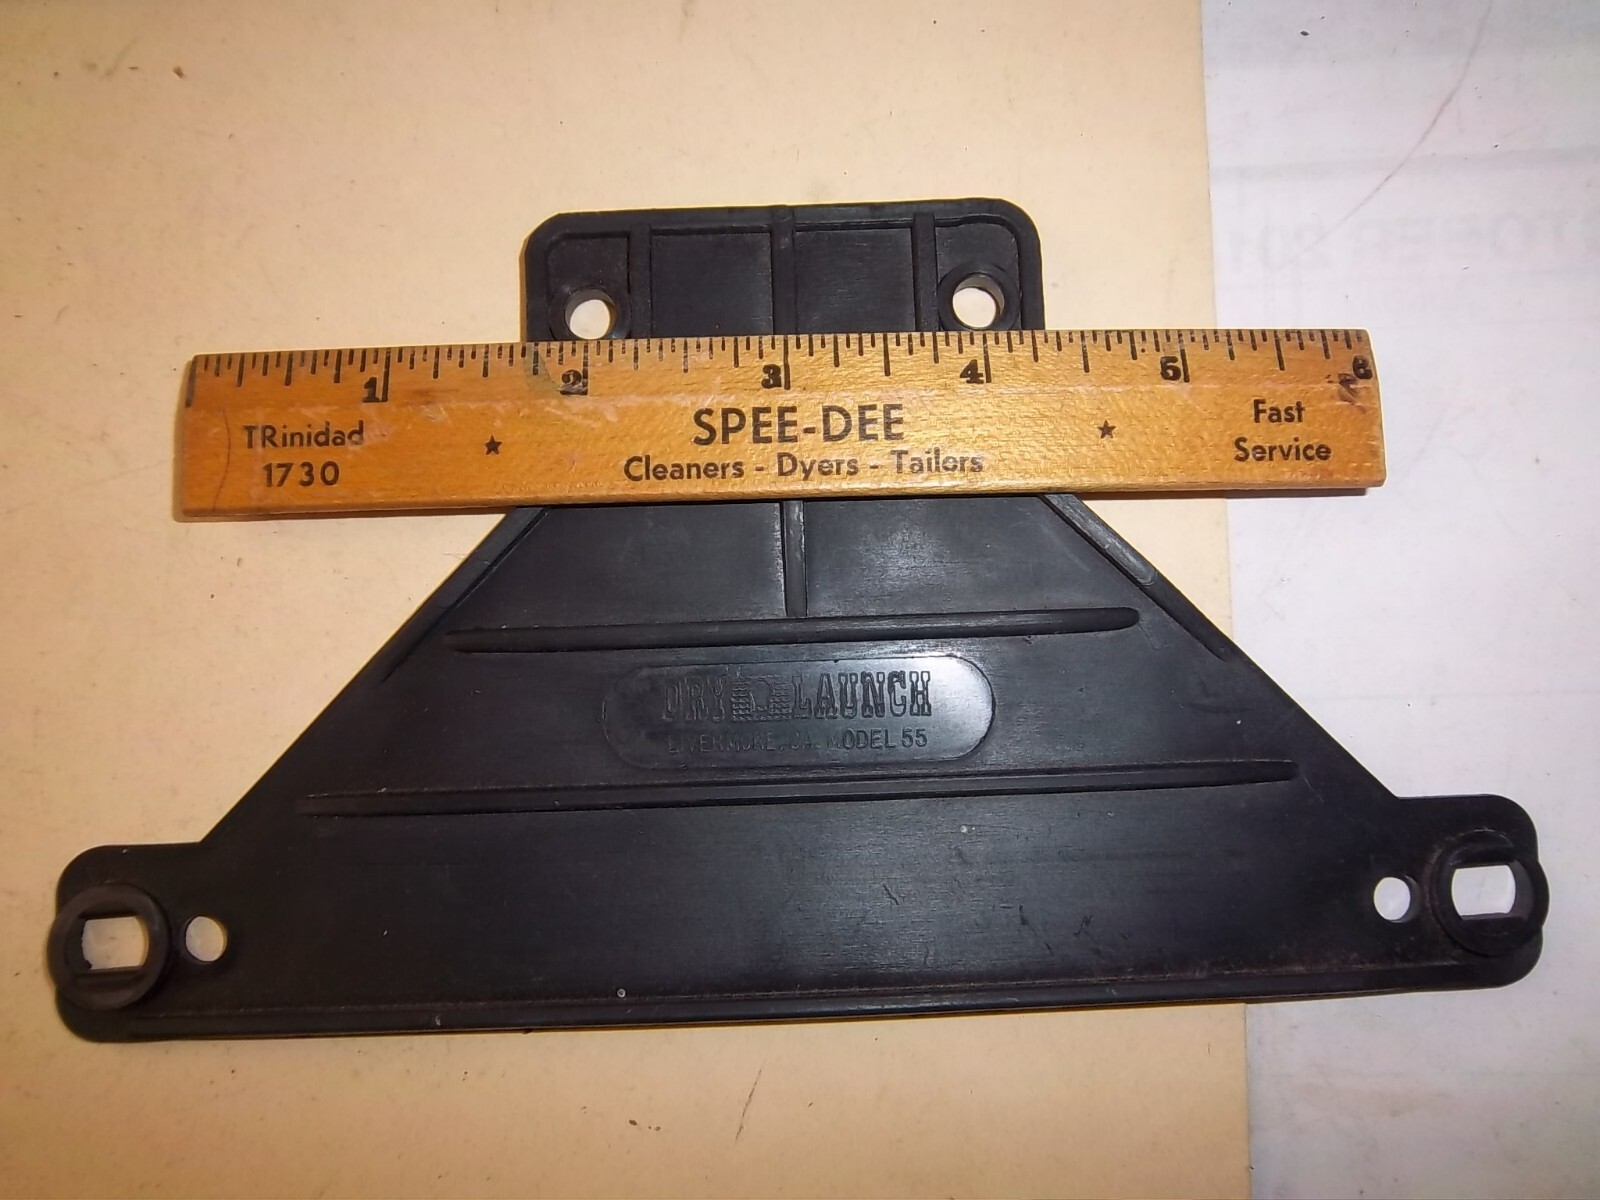 1 2 3 4 5 6
TRinidad
1730
SPEE-DEE
Cleaners - Dyers - Tailors
Fast
Service
DRY LAUNCH
LIVERMORE, CA. MODEL 55